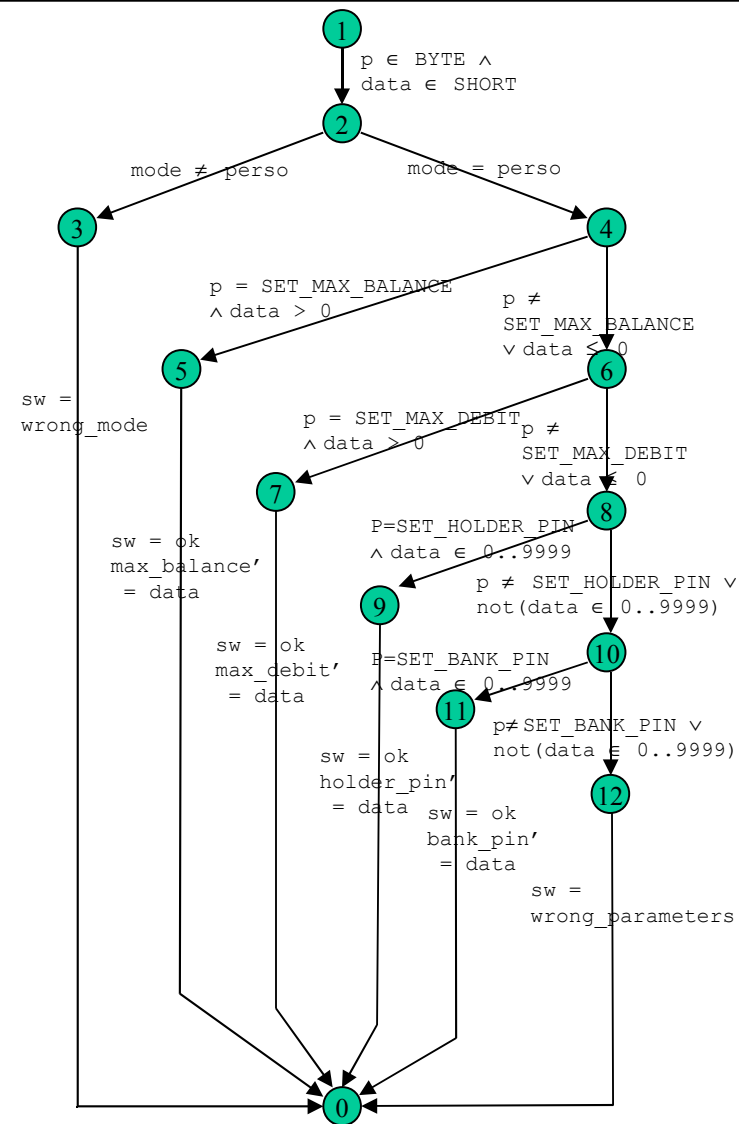 1
p ∈ BYTE ∧
data ∈ SHORT
2
mode ≠ perso
mode = perso
3
4
p = SET_MAX_BALANCE
∧ data > 0
p ≠
SET_MAX_BALANCE
∨ data ≤ 0
5
6
sw =
wrong_mode
p = SET_MAX_DEBIT
∧ data > 0
p ≠
SET_MAX_DEBIT
∨ data ≤ 0
7
8
sw = ok
max_balance’
= data
P=SET_HOLDER_PIN
∧ data ∈ 0..9999
p ≠ SET_HOLDER_PIN ∨
not(data ∈ 0..9999)
9
10
sw = ok
max_debit’
= data
P=SET_BANK_PIN
∧ data ∈ 0..9999
11
p≠ SET_BANK_PIN ∨
not(data ∈ 0..9999)
sw = ok
holder_pin’
= data
12
sw = ok
bank_pin’
= data
sw =
wrong_parameters
0